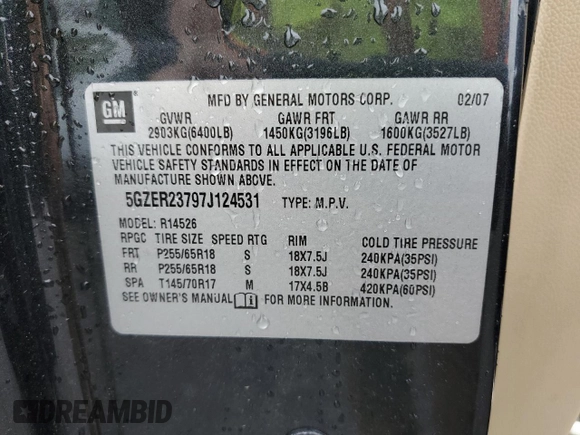 GM
MFD BY GENERAL MOTORS CORP. 02/07
GVWR GAWR FRT GAWR RR
2903KG(6400LB) 1450KG(3196LB) 1600KG(3527LB)
THIS VEHICLE CONFORMS TO ALL APPLICABLE U.S. FEDERAL MOTOR
VEHICLE SAFETY STANDARDS IN EFFECT ON THE DATE OF
MANUFACTURE SHOWN ABOVE.
5GZER23797J124531 TYPE: M.P.V.
MODEL: R14526
RPGC TIRE SIZE SPEED RTG RIM COLD TIRE PRESSURE
FRT P255/65R18 S 18X7.5J 240KPA(35PSI)
RR P255/65R18 S 18X7.5J 240KPA(35PSI)
SPA T145/70R17 M 17X4.5B 420KPA(60PSI)
SEE OWNER'S MANUAL FOR MORE INFORMATION.
DREAMBID